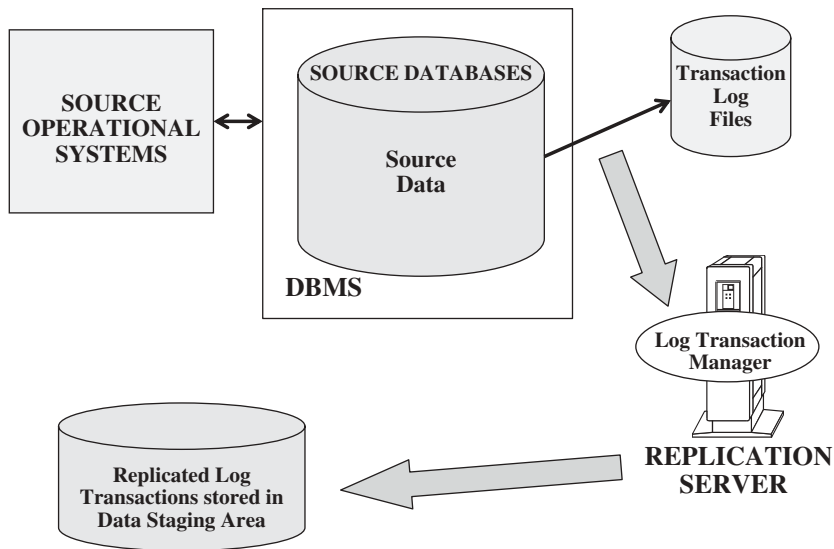 SOURCE
OPERATIONAL
SYSTEMS
SOURCE DATABASES
Source
Data
DBMS
Transaction
Log
Files
Log Transaction
Manager
REPLICATION
SERVER
Replicated Log
Transactions stored in
Data Staging Area